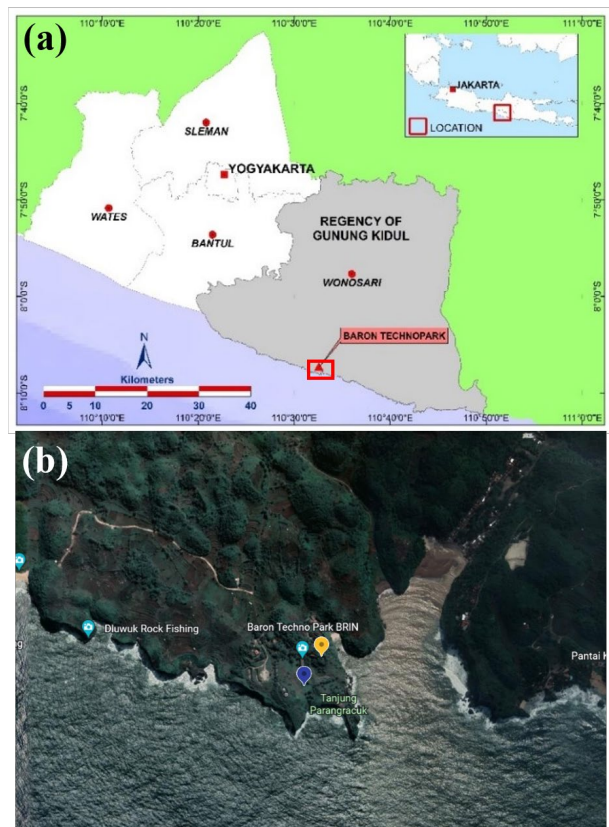 (a)
110°10'0"E
110°20'0"E
110°30'0"E
110°40'0"E
110°50'0"E
111°0'0"E
JAKARTA
LOCATION
7°40'0"S
7°40'0"S
SLEMAN
YOGYAKARTA
7°50'0"S
7°50'0"S
WATES
BANTUL
REGENCY OF
GUNUNG KIDUL
WONOSARI
8°0'0"S
8°0'0"S
N
BARON TECHNOPARK
Kilometers
8°10'0"S
8°10'0"S
0 5 10 20 30 40
110°10'0"E
110°20'0"E
110°30'0"E
110°40'0"E
110°50'0"E
111°0'0"E
(b)
Dluwuk Rock Fishing
Baron Techno Park BRIN
Pantai K
ng
Tanjung
Parangracuk